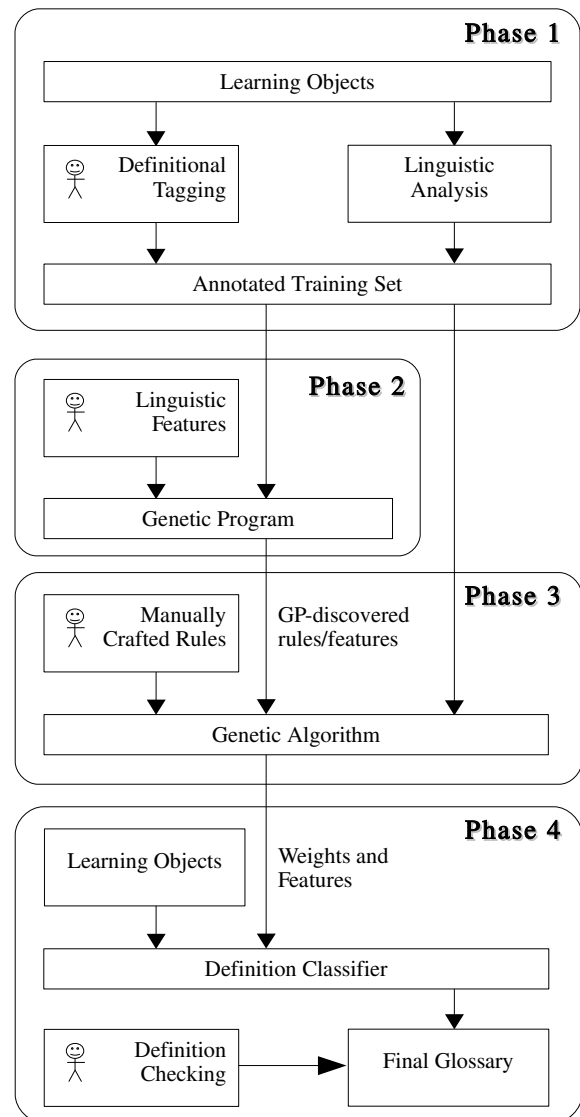 Phase 1
Learning Objects
Definitional
Tagging
Linguistic
Analysis
Annotated Training Set
Phase 2
Linguistic
Features
Genetic Program
Phase 3
Manually
Crafted Rules
GP-discovered
rules/features
Genetic Algorithm
Phase 4
Learning Objects
Weights and
Features
Definition Classifier
Definition
Checking
Final Glossary